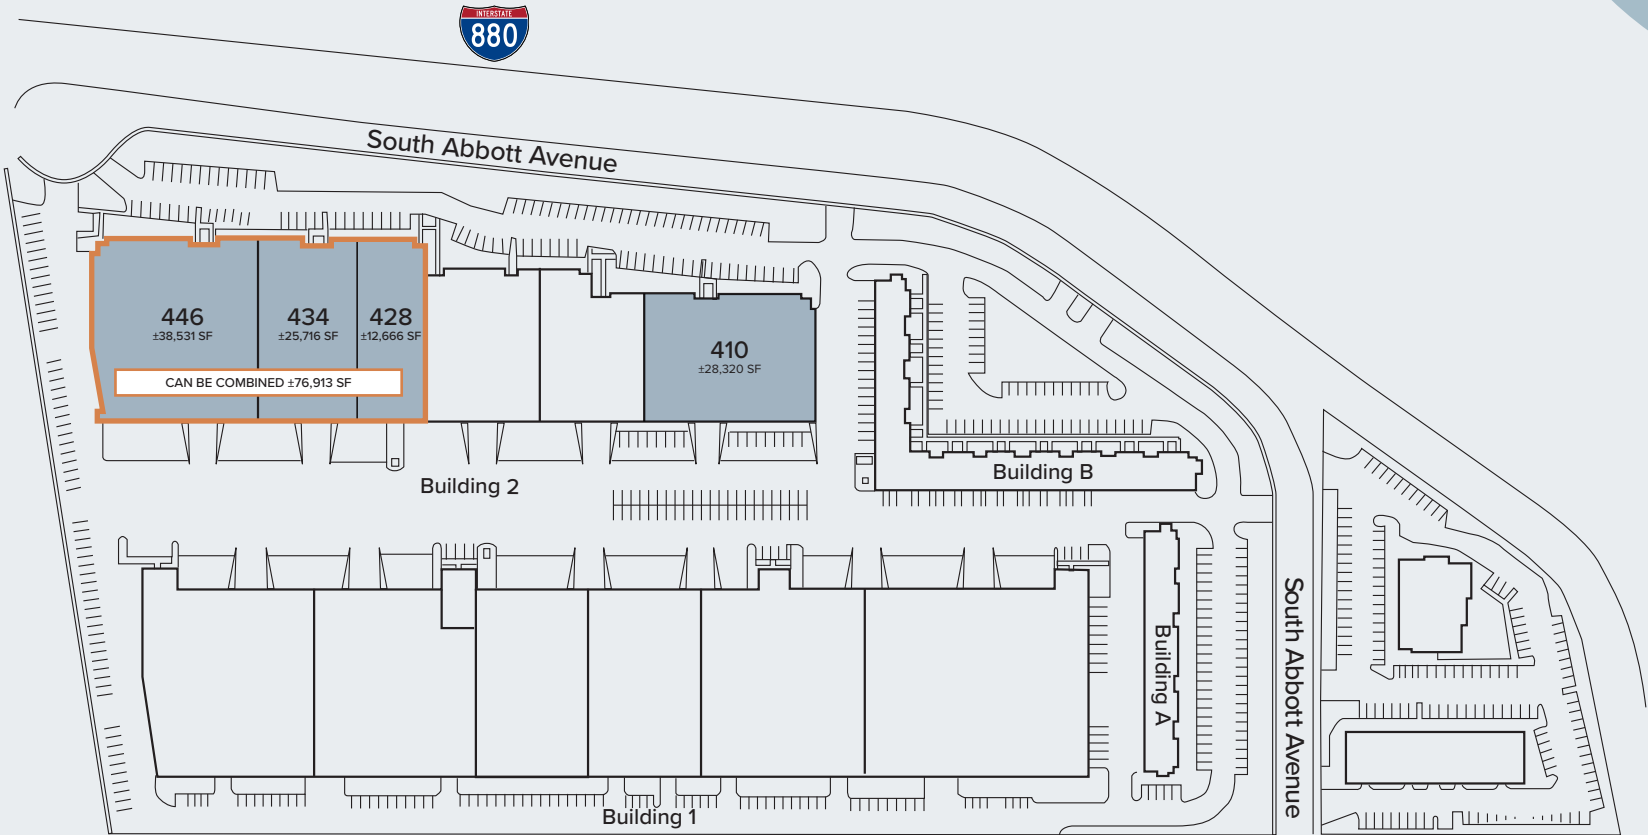 INTERSTATE
880
South Abbott Avenue
446
±38,531 SF
434
±25,716 SF
428
±12,666 SF
CAN BE COMBINED ±76,913 SF
410
±28,320 SF
Building 2
Building B
Building A
South Abbott Avenue
Building 1